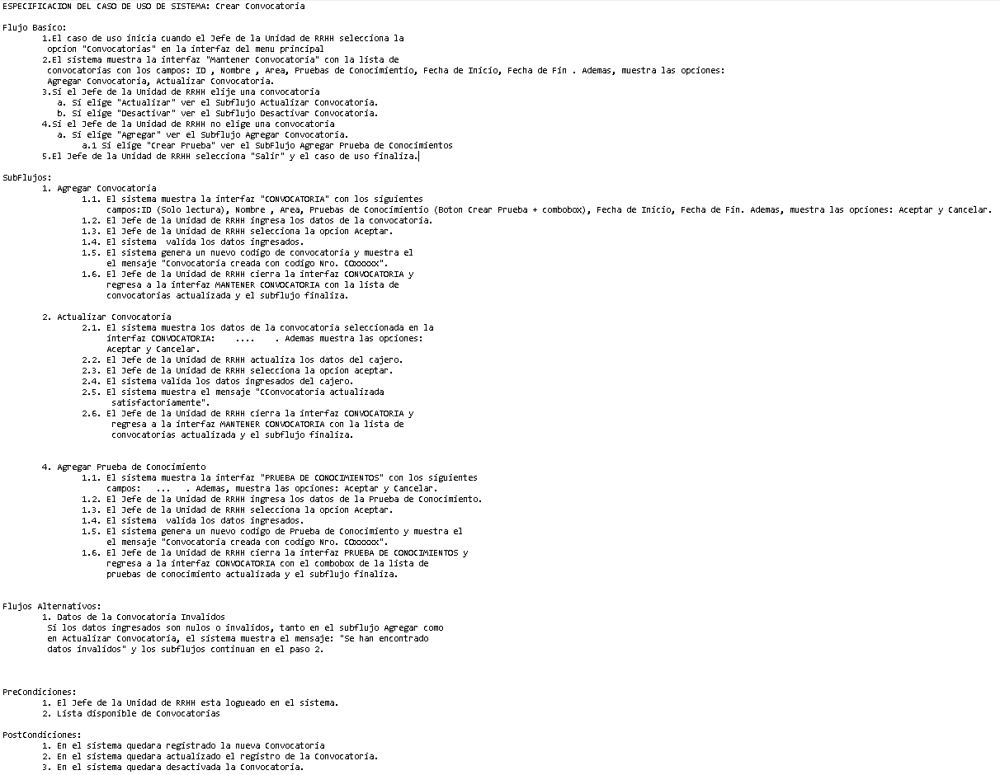 ESPECIFICACION DEL CASO DE USO DE SISTEMA: Crear Convocatoria
Flujo Basico:
1.El caso de uso inicia cuando el Jefe de la Unidad de RRHH selecciona la
opcion "Convocatorias" en la interfaz del menu principal
2.El sistema muestra la interfaz "Mantener Convocatoria" con la lista de
convocatorias con los campos: ID , Nombre , Area, Pruebas de Conocimientio, Fecha de Inicio, Fecha de Fin . Ademas, muestra las opciones:
Agregar Convocatoria, Actualizar Convocatoria.
3.Si el Jefe de la Unidad de RRHH elije una convocatoria
a. Si elige "Actualizar" ver el Subflujo Actualizar Convocatoria.
b. Si elige "Desactivar" ver el Subflujo Desactivar Convocatoria.
4.Si el Jefe de la Unidad de RRHH no elige una convocatoria
a. Si elige "Agregar" ver el Subflujo Agregar Convocatoria.
a.1 Si elige "Crear Prueba" ver el SubFlujo Agregar Prueba de Conocimientos
5.El Jefe de la Unidad de RRHH selecciona "Salir" y el caso de uso finaliza.
SubFlujos:
1. Agregar Convocatoria
1.1. El sistema muestra la interfaz "CONVOCATORIA" con los siguientes
campos:ID (Solo lectura), Nombre , Area, Pruebas de Conocimientio (Boton Crear Prueba + combobox), Fecha de Inicio, Fecha de Fin. Ademas, muestra las opciones: Aceptar y Cancelar.
1.2. El Jefe de la Unidad de RRHH ingresa los datos de la convocatoria.
1.3. El Jefe de la Unidad de RRHH selecciona la opcion Aceptar.
1.4. El sistema  valida los datos ingresados.
1.5. El sistema genera un nuevo codigo de convocatoria y muestra el
el mensaje "Convocatoria creada con codigo Nro. COxxxxx".
1.6. El Jefe de la Unidad de RRHH cierra la interfaz CONVOCATORIA y
regresa a la interfaz MANTENER CONVOCATORIA con la lista de
convocatorias actualizada y el subflujo finaliza.
2. Actualizar Convocatoria
2.1. El sistema muestra los datos de la convocatoria seleccionada en la
interfaz CONVOCATORIA:    ....    . Ademas muestra las opciones:
Aceptar y Cancelar.
2.2. El Jefe de la Unidad de RRHH actualiza los datos del cajero.
2.3. El Jefe de la Unidad de RRHH selecciona la opcion aceptar.
2.4. El sistema valida los datos ingresados del cajero.
2.5. El sistema muestra el mensaje "CConvocatoria actualizada
satisfactoriamente".
2.6. El Jefe de la Unidad de RRHH cierra la interfaz CONVOCATORIA y
regresa a la interfaz MANTENER CONVOCATORIA con la lista de
convocatorias actualizada y el subflujo finaliza.
4. Agregar Prueba de Conocimiento
1.1. El sistema muestra la interfaz "PRUEBA DE CONOCIMIENTOS" con los siguientes
campos:   ...   . Ademas, muestra las opciones: Aceptar y Cancelar.
1.2. El Jefe de la Unidad de RRHH ingresa los datos de la Prueba de Conocimiento.
1.3. El Jefe de la Unidad de RRHH selecciona la opcion Aceptar.
1.4. El sistema  valida los datos ingresados.
1.5. El sistema genera un nuevo codigo de Prueba de Conocimiento y muestra el
el mensaje "Convocatoria creada con codigo Nro. COxxxxx".
1.6. El Jefe de la Unidad de RRHH cierra la interfaz PRUEBA DE CONOCIMIENTOS y
regresa a la interfaz CONVOCATORIA con el combobox de la lista de
pruebas de conocimiento actualizada y el subflujo finaliza.
Flujos Alternativos:
1. Datos de la Convocatoria Invalidos
Si los datos ingresados son nulos o invalidos, tanto en el subflujo Agregar como
en Actualizar Convocatoria, el sistema muestra el mensaje: "Se han encontrado
datos invalidos" y los subflujos continuan en el paso 2.
PreCondiciones:
1. El Jefe de la Unidad de RRHH esta logueado en el sistema.
2. Lista disponible de Convocatorias
PostCondiciones:
1. En el sistema quedara registrado la nueva Convocatoria
2. En el sistema quedara actualizado el registro de la Convocatoria.
3. En el sistema quedara desactivada la Convocatoria.